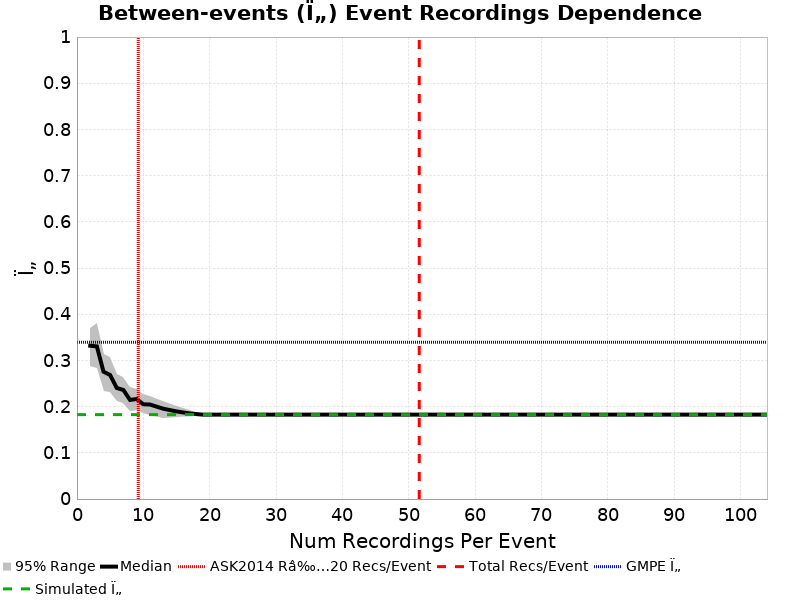 Between-events (Ï„) Event Recordings Dependence
1
0.9
0.8
0.7
0.6
0.5
0.4
0.3
0.2
0.1
0
Ï„
0 10 20 30 40 50 60 70 80 90 100
Num Recordings Per Event
95% Range Median ASK2014 Râ‰…20 Recs/Event Total Recs/Event GMPE Ï„
Simulated Ï„